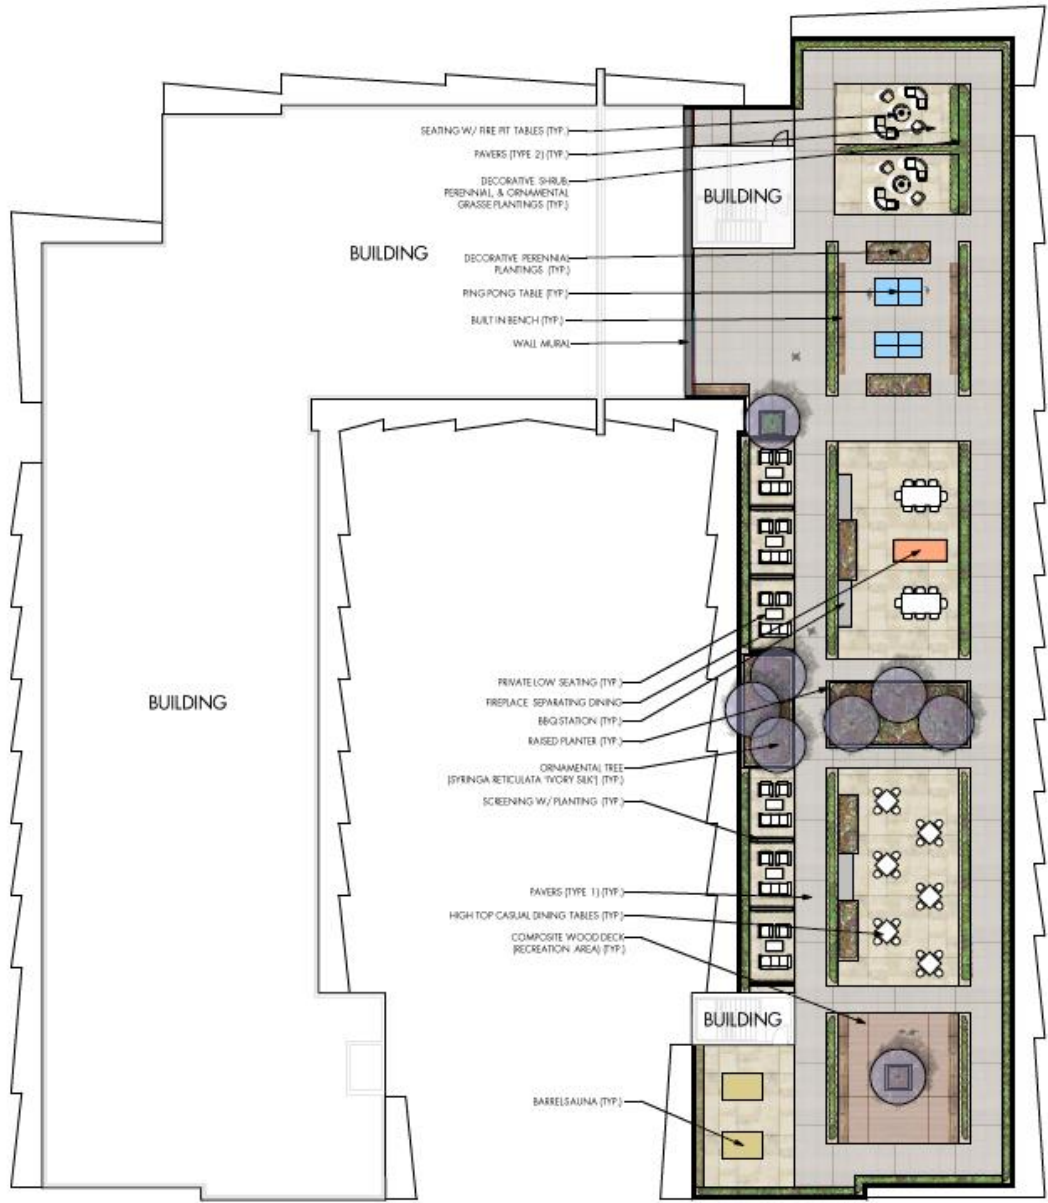 SEATING W/ FIRE PIT TABLES (TYP.)
PAVERS (TYPE 2) (TYP.)
DECORATIVE SHRUB,
PERENNIAL, & ORNAMENTAL
GRASSE PLANTINGS (TYP.)
BUILDING
BUILDING
DECORATIVE PERENNIAL
PLANTINGS (TYP.)
PING PONG TABLE (TYP.)
BUILT IN BENCH (TYP.)
WALL MURAL
PRIVATE LOW SEATING (TYP.)
BUILDING
FIREPLACE SEPARATING DINING
BBQ STATION (TYP.)
RAISED PLANTER (TYP.)
ORNAMENTAL TREE
[SYRINGA RETICULATA 'IVORY SILK'] (TYP.)
SCREENING W/ PLANTING (TYP.)
PAVERS (TYPE 1) (TYP.)
HIGH TOP CASUAL DINING TABLES (TYP.)
COMPOSITE WOOD DECK
(RECREATION AREA) (TYP.)
BUILDING
BARREL SAUNA (TYP.)